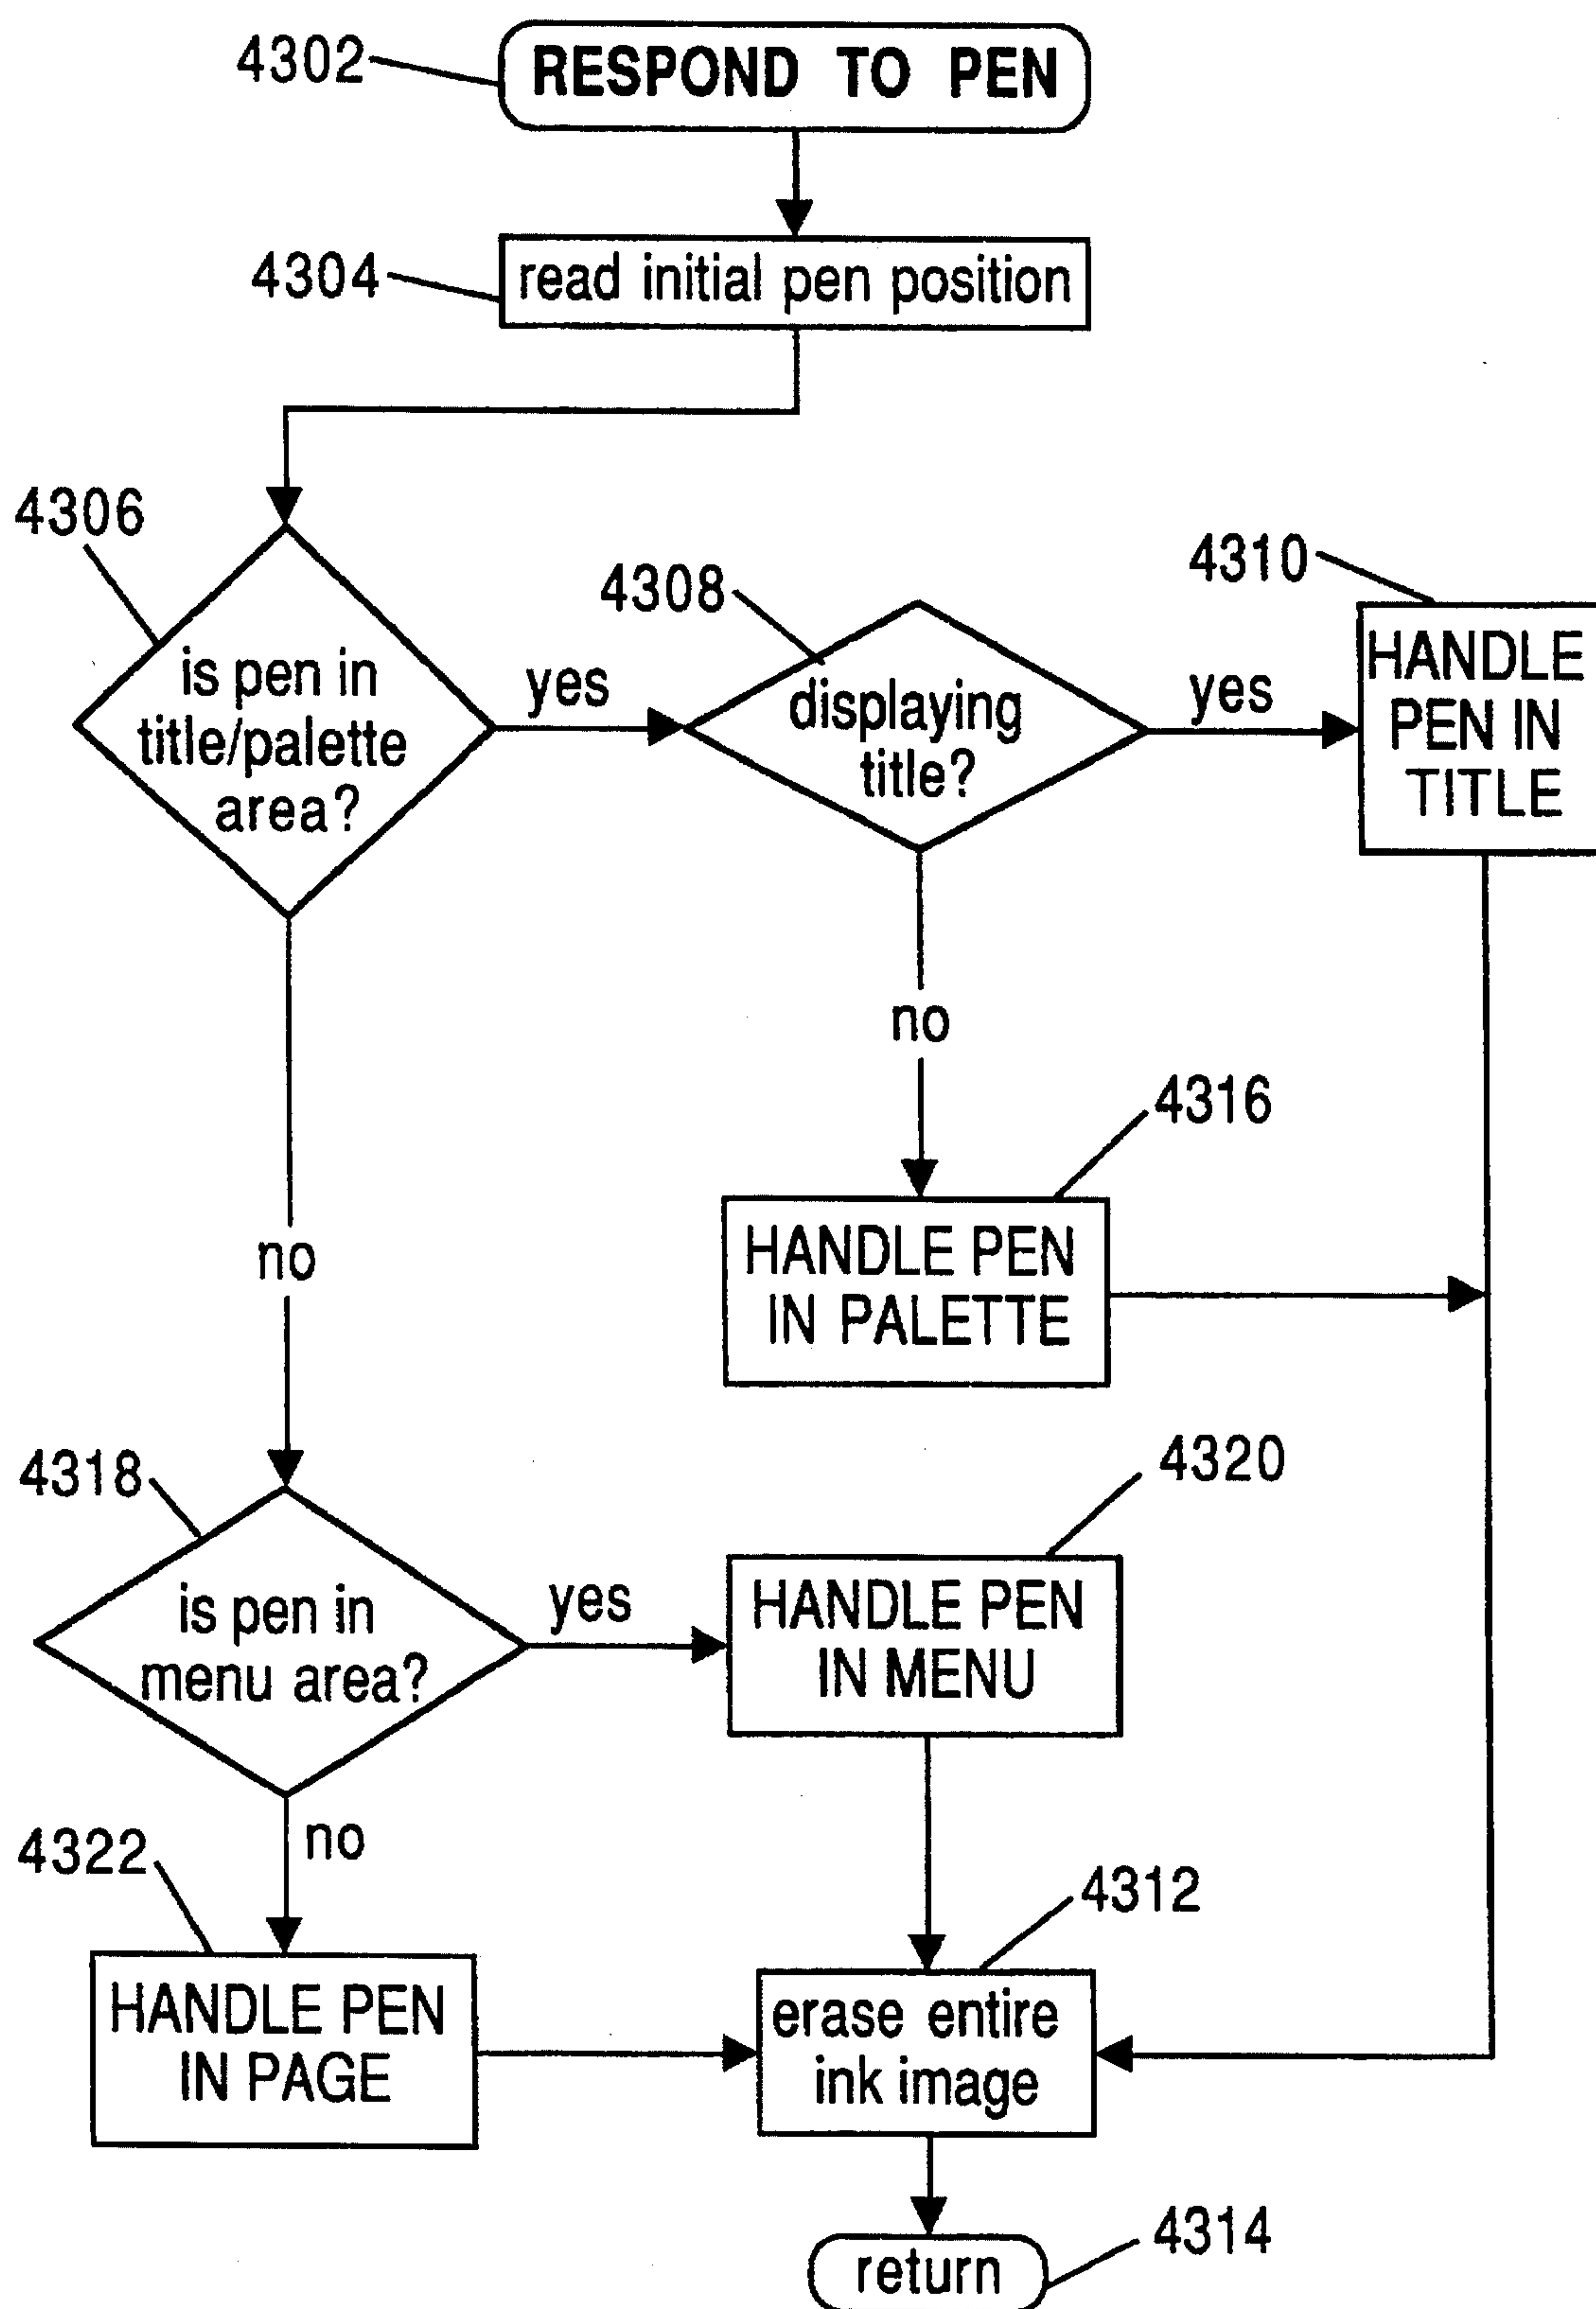 4302
RESPOND TO PEN
4304
read initial pen position
4306
is pen in
title/palette
area?
yes
4308
displaying
title?
yes
4310
HANDLE
PEN IN
TITLE
no
4316
HANDLE PEN
IN PALETTE
no
4318
is pen in
menu area?
yes
4320
HANDLE PEN
IN MENU
no
4322
HANDLE PEN
IN PAGE
4312
erase entire
ink image
4314
return